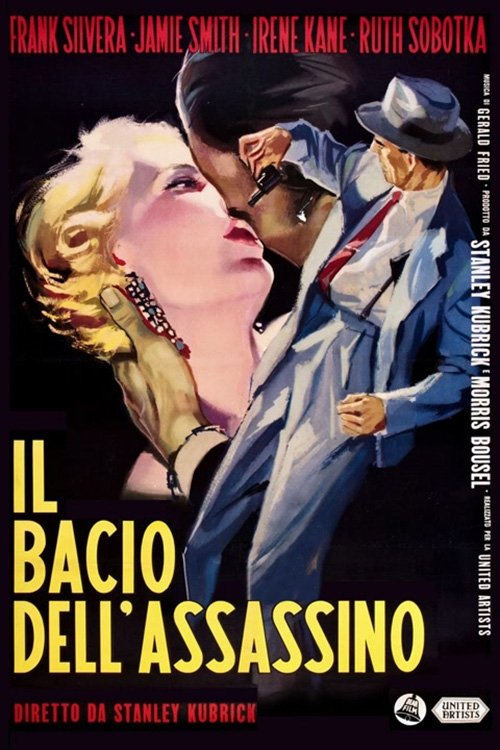 FRANK SILVERA · JAMIE SMITH · IRENE KANE · RUTH SOBOTKA
MUSICA DI GERALD FRIED · PRODOTTO DA STANLEY KUBRICK E MORRIS BOUSEL · REALIZZATO PER LA UNITED ARTISTS
IL
BACIO
DELL'ASSASSINO
DIRETTO DA STANLEY KUBRICK
FILM
UNITED
ARTISTS